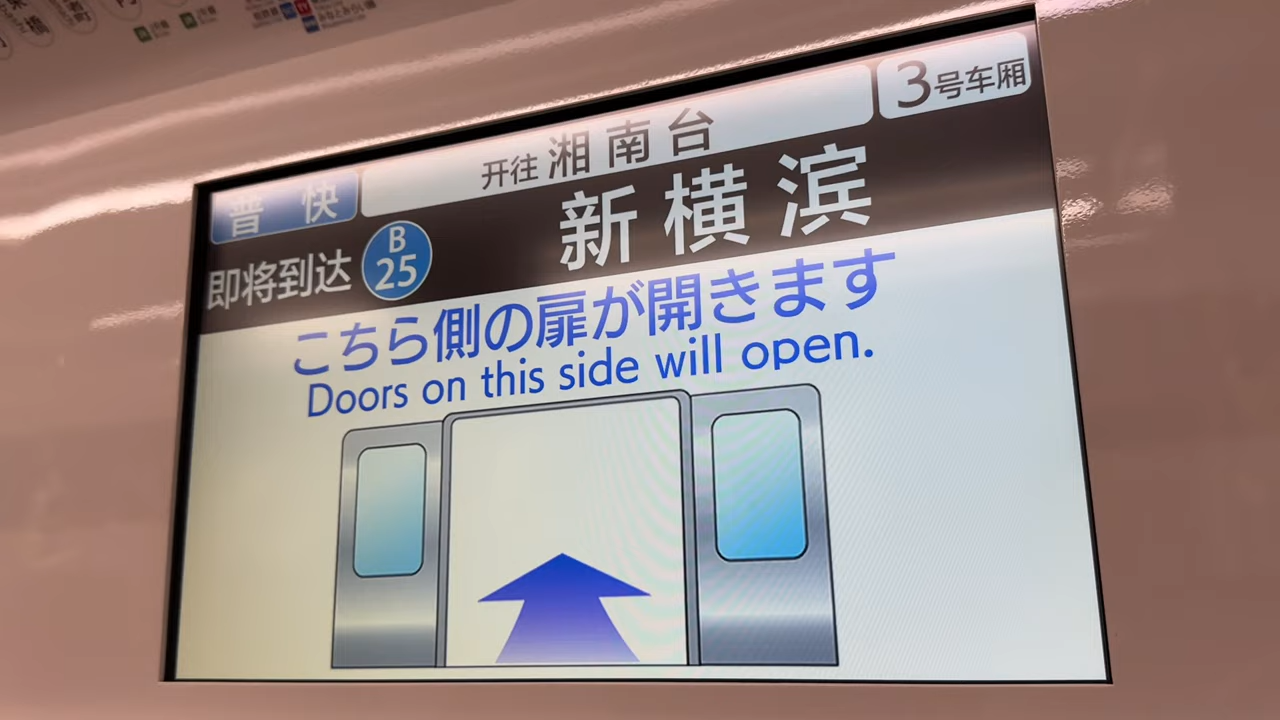 普 快
开往 湘南台
3号车厢
即将到达
B
25
新横滨
こちら側の扉が開きます
Doors on this side will open.